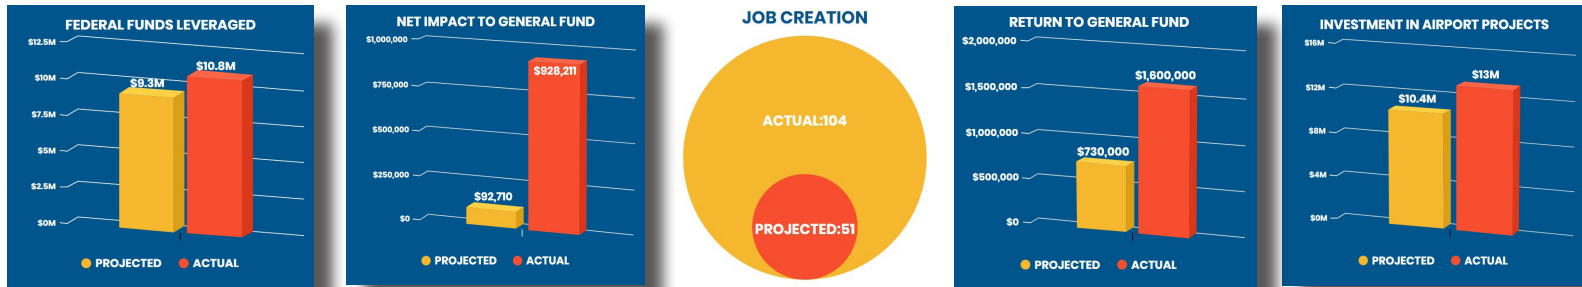 FEDERAL FUNDS LEVERAGED
$12.5M
$10M
$7.5M
$5M
$2.5M
$0M
$9.3M
$10.8M
PROJECTED ACTUAL
NET IMPACT TO GENERAL FUND
$1,000,000
$750,000
$500,000
$250,000
$0
$92,710
$928,211
PROJECTED ACTUAL
JOB CREATION
ACTUAL:104
PROJECTED:51
RETURN TO GENERAL FUND
$2,000,000
$1,500,000
$1,000,000
$500,000
$0
$730,000
$1,600,000
PROJECTED ACTUAL
INVESTMENT IN AIRPORT PROJECTS
$16M
$12M
$8M
$4M
$0M
$10.4M
$13M
PROJECTED ACTUAL